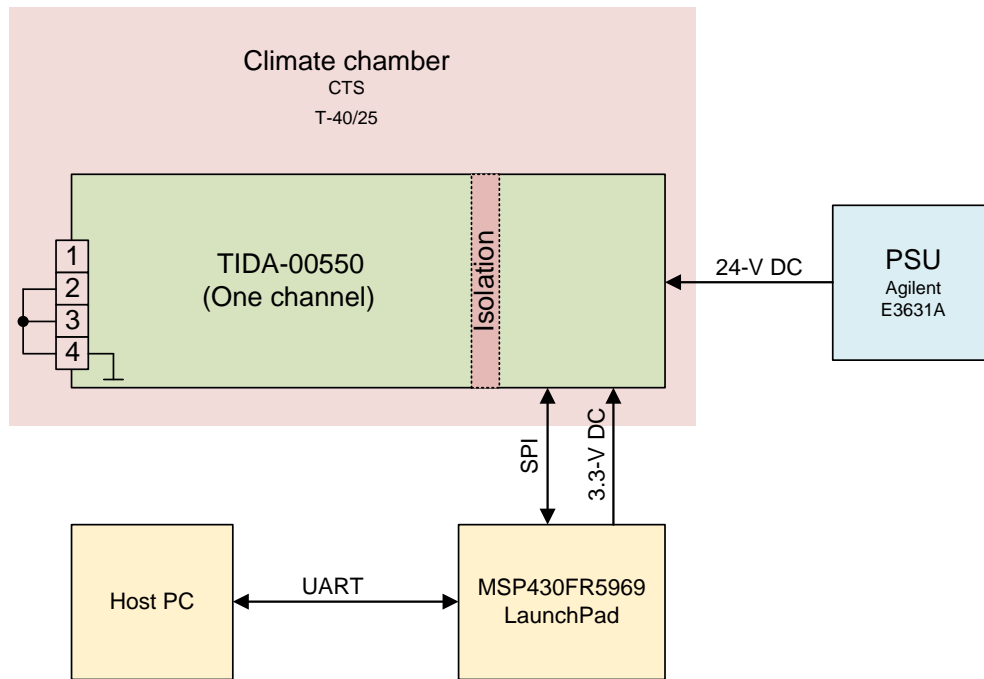 Climate chamber
CTS
T-40/25
1
2
3
4
TIDA-00550
(One channel)
Isolation
24-V DC
PSU
Agilent
E3631A
SPI
3.3-V DC
Host PC
UART
MSP430FR5969
LaunchPad